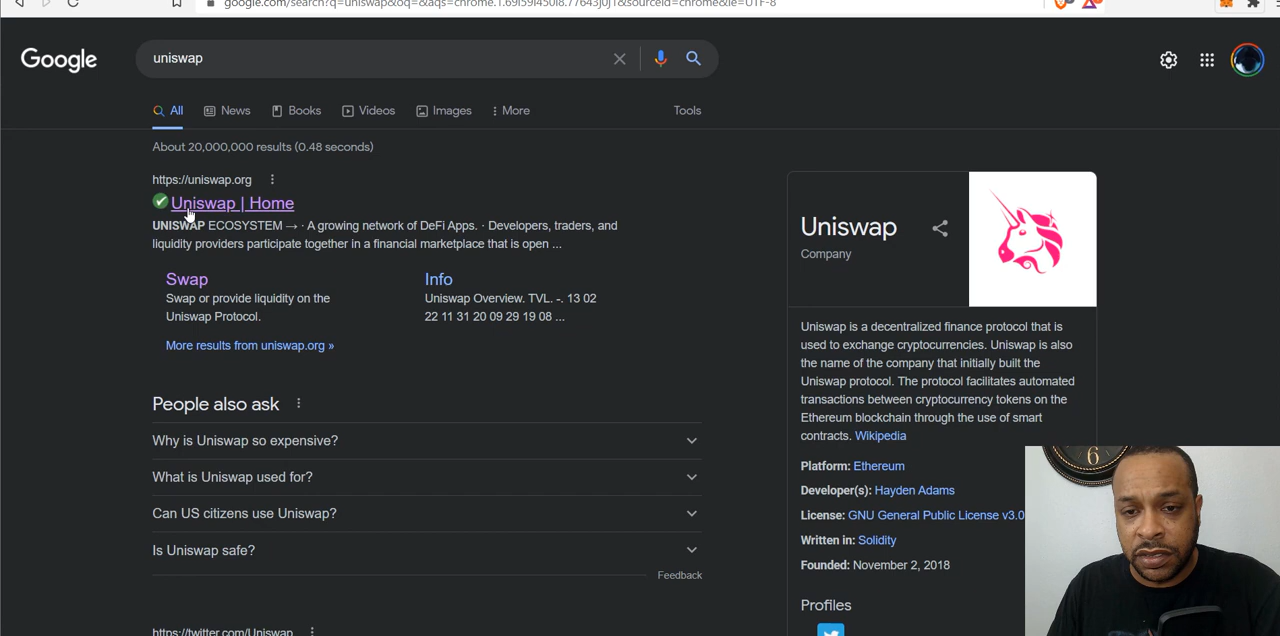 google.com/search?q=uniswap&oq=&aqs=chrome.1.69i59i450l8.77643j0j1&sourceid=chrome&ie=UTF-8
Google
uniswap
All
News
Books
Videos
Images
More
Tools
About 20,000,000 results (0.48 seconds)
https://uniswap.org
Uniswap | Home
UNISWAP ECOSYSTEM → · A growing network of DeFi Apps. · Developers, traders, and
liquidity providers participate together in a financial marketplace that is open ...
Swap
Swap or provide liquidity on the
Uniswap Protocol.
Info
Uniswap Overview. TVL. -. 13 02
22 11 31 20 09 29 19 08 ...
More results from uniswap.org »
People also ask
Why is Uniswap so expensive?
What is Uniswap used for?
Can US citizens use Uniswap?
Is Uniswap safe?
Feedback
https://twitter.com/Uniswap
Uniswap
Company
Uniswap is a decentralized finance protocol that is
used to exchange cryptocurrencies. Uniswap is also
the name of the company that initially built the
Uniswap protocol. The protocol facilitates automated
transactions between cryptocurrency tokens on the
Ethereum blockchain through the use of smart
contracts. Wikipedia
Platform: Ethereum
Developer(s): Hayden Adams
License: GNU General Public License v3.0
Written in: Solidity
Founded: November 2, 2018
Profiles
6